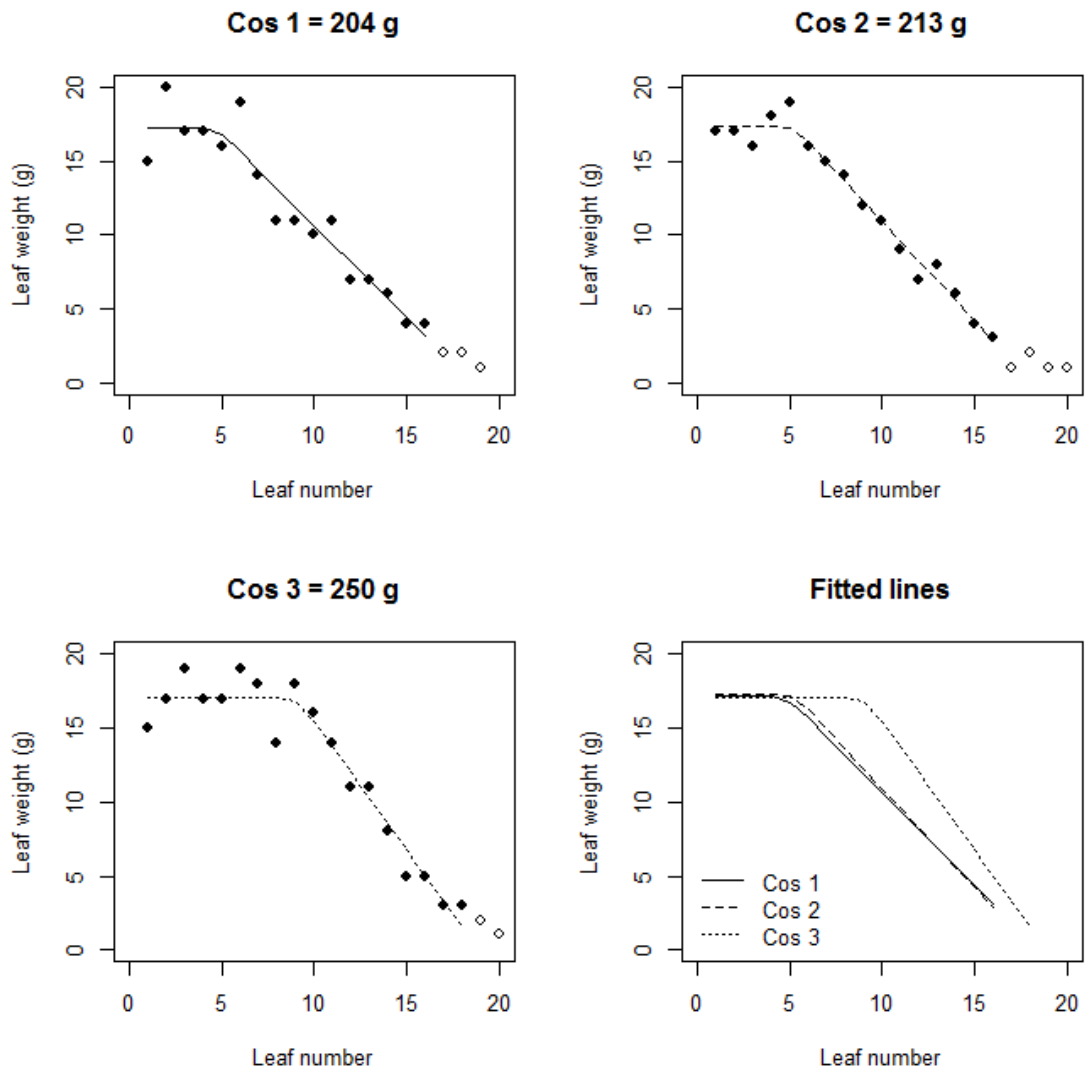 Cos 1 = 204 g
Leaf weight (g)
20
15
10
5
0
0 5 10 15 20
Leaf number
Cos 2 = 213 g
Leaf weight (g)
20
15
10
5
0
0 5 10 15 20
Leaf number
Cos 3 = 250 g
Leaf weight (g)
20
15
10
5
0
0 5 10 15 20
Leaf number
Fitted lines
Leaf weight (g)
20
15
10
5
0
Cos 1
Cos 2
Cos 3
0 5 10 15 20
Leaf number